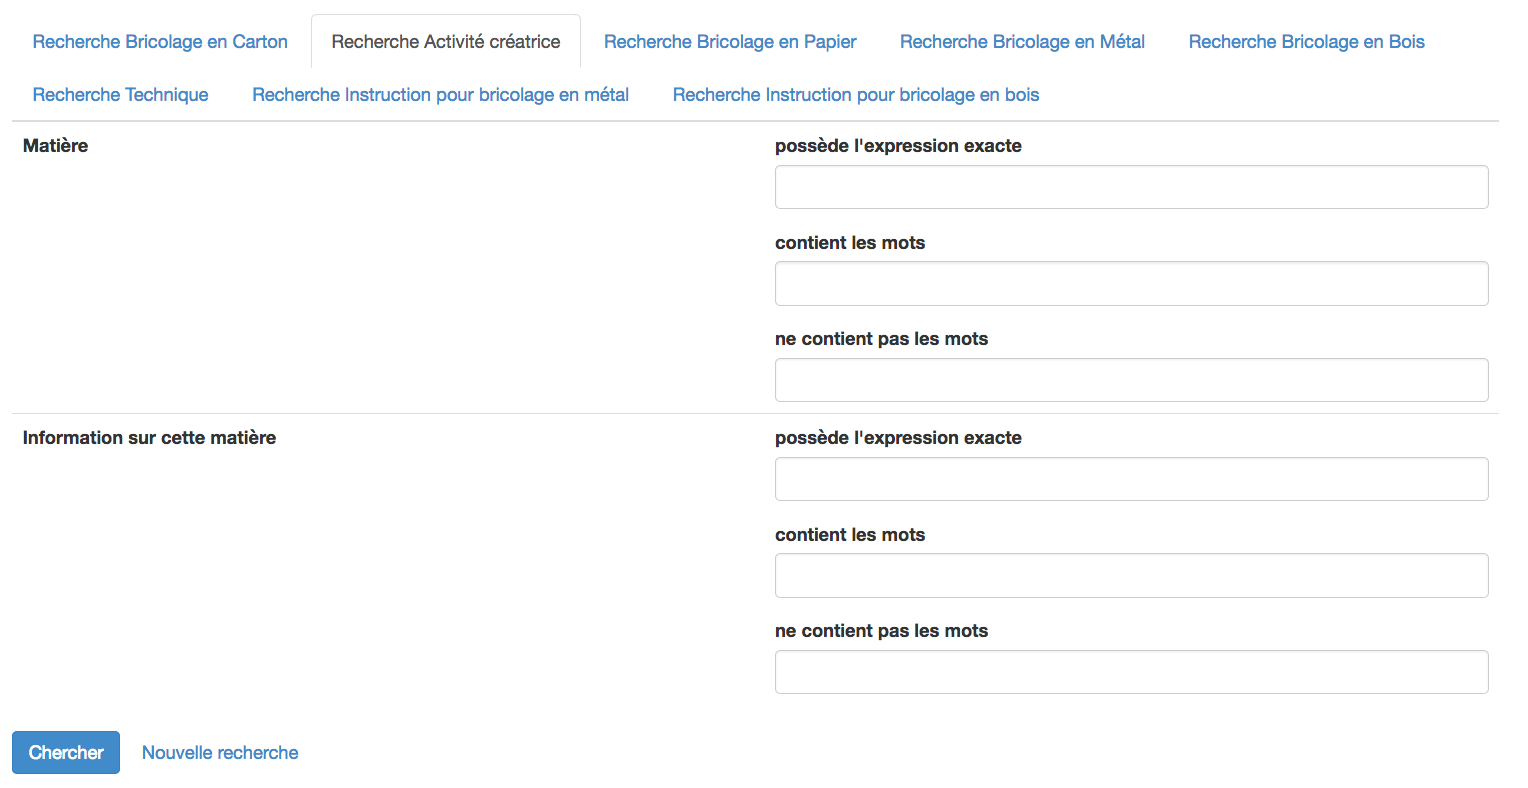 Recherche Bricolage en Carton Recherche Activité créatrice Recherche Bricolage en Papier Recherche Bricolage en Métal Recherche Bricolage en Bois
Recherche Technique Recherche Instruction pour bricolage en métal Recherche Instruction pour bricolage en bois
Matière
possède l'expression exacte
contient les mots
ne contient pas les mots
Information sur cette matière
possède l'expression exacte
contient les mots
ne contient pas les mots
Chercher Nouvelle recherche